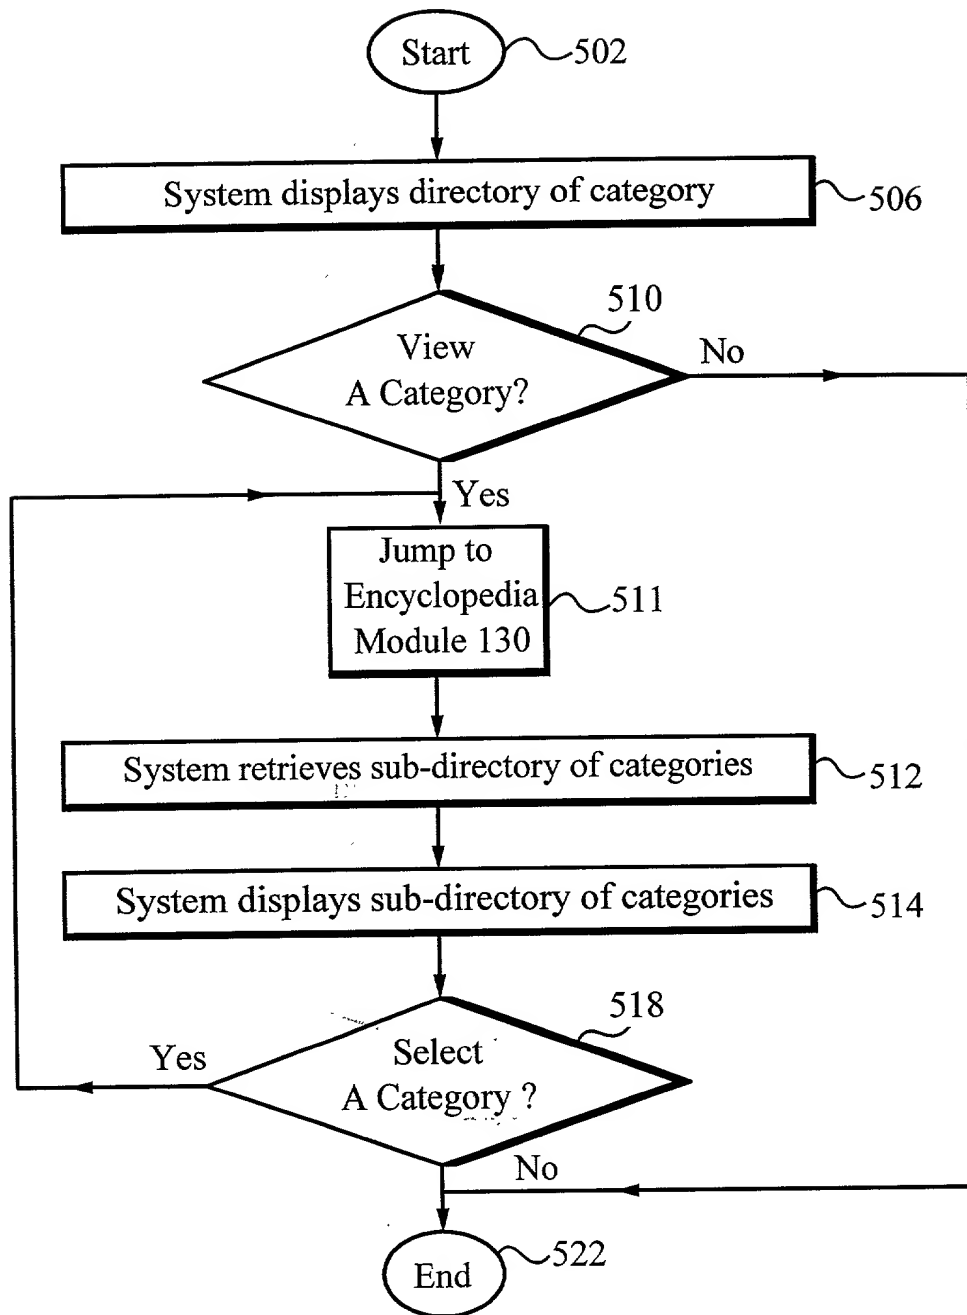 Start
502
System displays directory of category
506
510
View
A Category?
No
Yes
Jump to
Encyclopedia
Module 130
511
System retrieves sub-directory of categories
512
System displays sub-directory of categories
514
518
Select
A Category ?
Yes
No
End
522